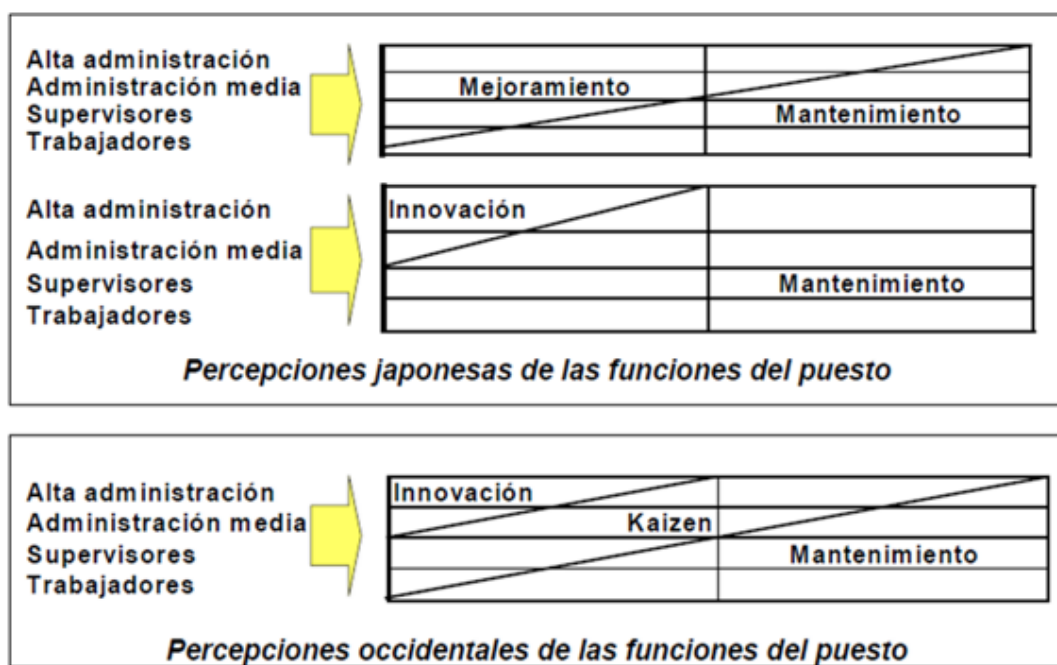 Alta administración
Administración media
Supervisores
Trabajadores
Mejoramiento
Mantenimiento
Alta administración
Administración media
Supervisores
Trabajadores
Innovación
Mantenimiento
Percepciones japonesas de las funciones del puesto
Alta administración
Administración media
Supervisores
Trabajadores
Innovación
Kaizen
Mantenimiento
Percepciones occidentales de las funciones del puesto